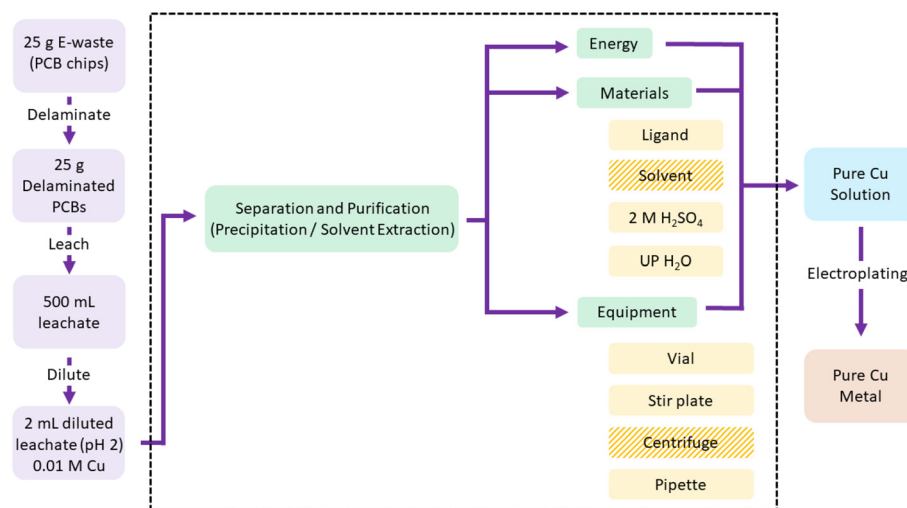 25 g E-waste
(PCB chips)
Delaminate
25 g
Delaminated
PCBs
Leach
500 mL
leachate
Dilute
2 mL diluted
leachate (pH 2)
0.01 M Cu
Separation and Purification
(Precipitation / Solvent Extraction)
Energy
Materials
Ligand
Solvent
2 M H₂SO₄
UP H₂O
Equipment
Vial
Stir plate
Centrifuge
Pipette
Pure Cu
Solution
Electroplating
Pure Cu
Metal